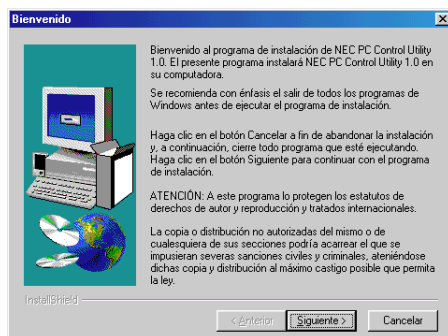 Bienvenido
Bienvenido al programa de instalación de NEC PC Control Utility
1.0. El presente programa instalará NEC PC Control Utility 1.0 en
su computadora.
Se recomienda con énfasis el salir de todos los programas de
Windows antes de ejecutar el programa de instalación.
Haga clic en el botón Cancelar a fin de abandonar la instalación
y, a continuación, cierre todo programa que esté ejecutando.
Haga clic en el botón Siguiente para continuar con el programa
de instalación.
ATENCIÓN: A este programa lo protegen los estatutos de
derechos de autor y reproducción y tratados internacionales.
La copia o distribución no autorizadas del mismo o de
cualesquiera de sus secciones podría acarrear el que se
impusieran severas sanciones civiles y criminales, ateniéndose
dichas copia y distribución al máximo castigo posible que permita
la ley.
InstallShield
< Anterior
Siguiente >
Cancelar